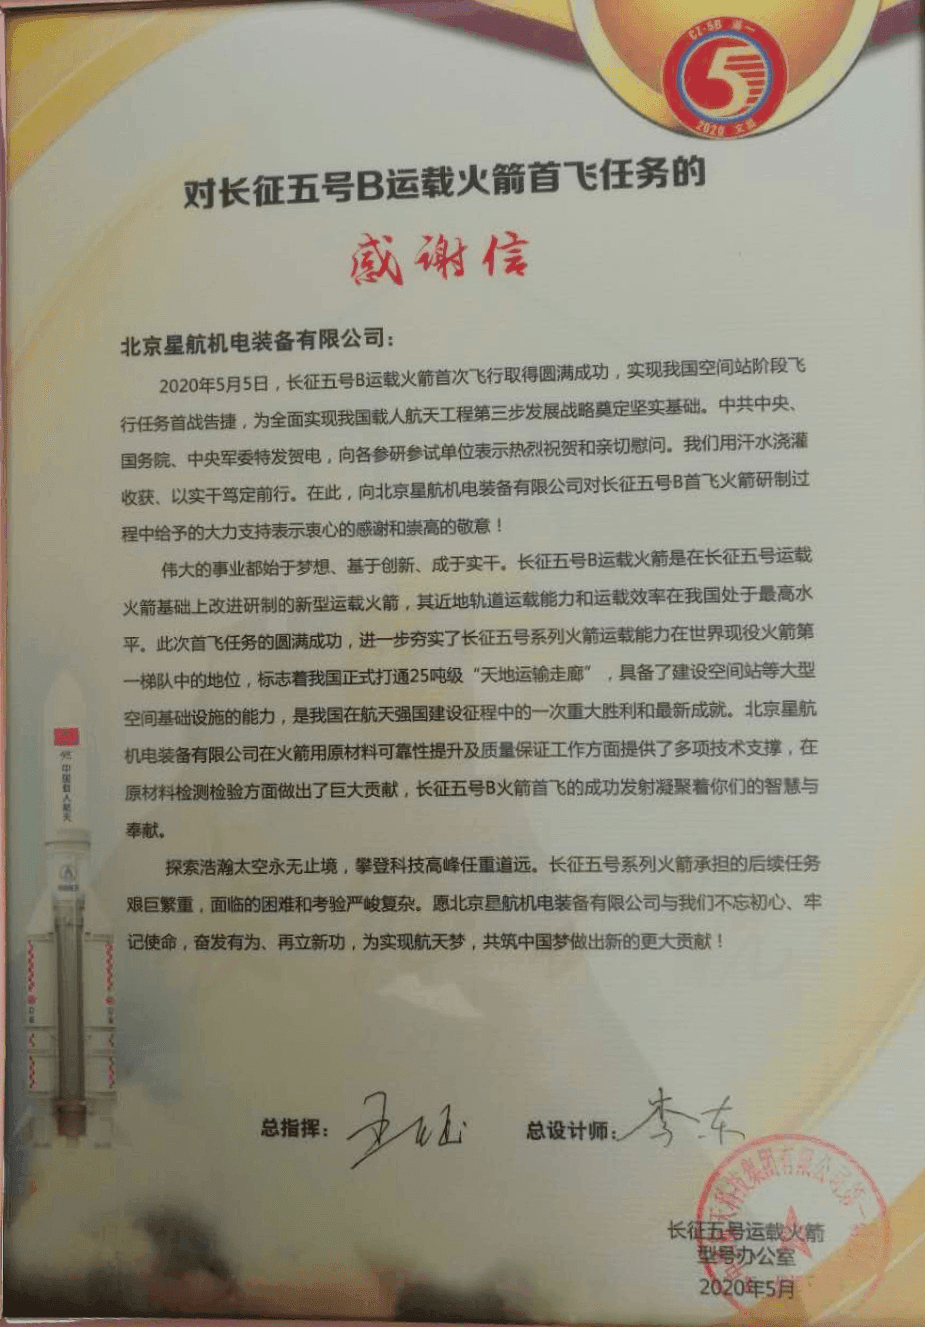 CZ-5B 遥一
5
2020 文昌
对长征五号B运载火箭首飞任务的
感谢信
北京星航机电装备有限公司：
2020年5月5日，长征五号B运载火箭首次飞行取得圆满成功，实现我国空间站阶段飞
行任务首战告捷，为全面实现我国载人航天工程第三步发展战略奠定坚实基础。中共中央、
国务院、中央军委特发贺电，向各参研参试单位表示热烈祝贺和亲切慰问。我们用汗水浇灌
收获、以实干笃定前行。在此，向北京星航机电装备有限公司对长征五号B首飞火箭研制过
程中给予的大力支持表示衷心的感谢和崇高的敬意！
伟大的事业都始于梦想、基于创新、成于实干。长征五号B运载火箭是在长征五号运载
火箭基础上改进研制的新型运载火箭，其近地轨道运载能力和运载效率在我国处于最高水
平。此次首飞任务的圆满成功，进一步夯实了长征五号系列火箭运载能力在世界现役火箭第
一梯队中的地位，标志着我国正式打通25吨级“天地运输走廊”，具备了建设空间站等大型
空间基础设施的能力，是我国在航天强国建设征程中的一次重大胜利和最新成就。北京星航
机电装备有限公司在火箭用原材料可靠性提升及质量保证工作方面提供了多项技术支撑，在
原材料检测检验方面做出了巨大贡献，长征五号B火箭首飞的成功发射凝聚着你们的智慧与
奉献。
探索浩瀚太空永无止境，攀登科技高峰任重道远。长征五号系列火箭承担的后续任务
艰巨繁重，面临的困难和考验严峻复杂。愿北京星航机电装备有限公司与我们不忘初心、牢
记使命，奋发有为、再立新功，为实现航天梦，共筑中国梦做出新的更大贡献！
中国载人航天
总指挥：王珏
总设计师：李东
天科技集团有限公司第一
长征五号运载火箭
型号办公室
2020年5月